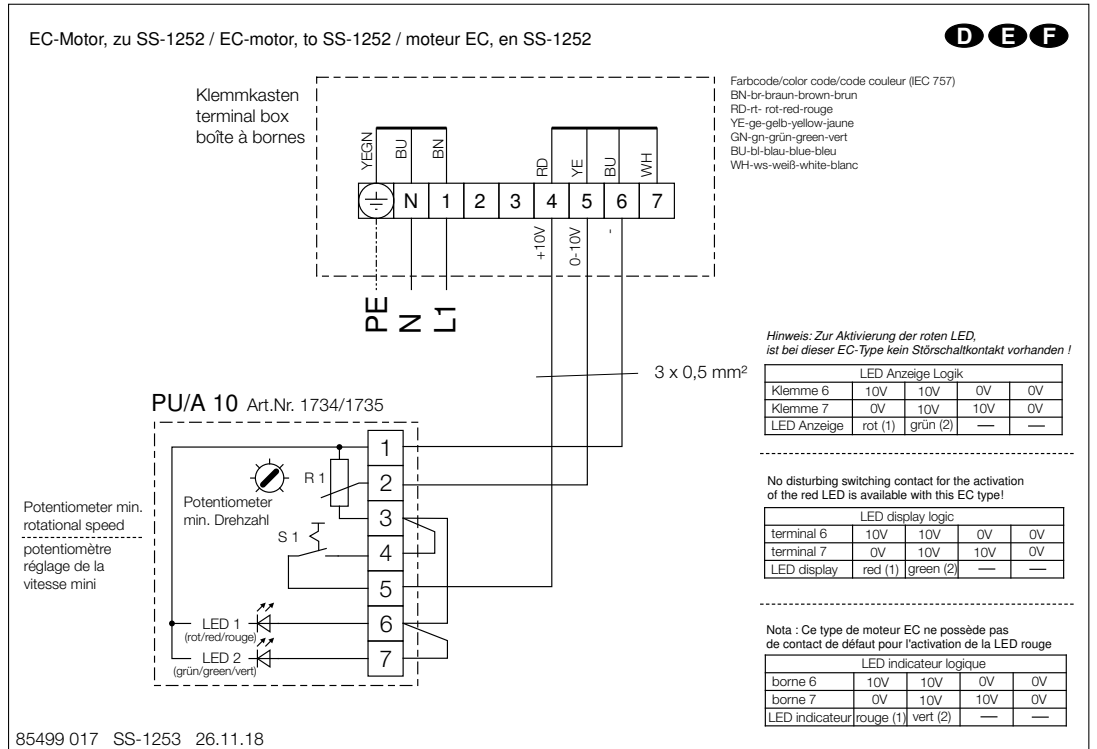 EC-Motor, zu SS-1252 / EC-motor, to SS-1252 / moteur EC, en SS-1252
D E F
Klemmkasten
terminal box
boîte à bornes
Farbcode/color code/code couleur (IEC 757)
BN-br-braun-brown-brun
RD-rt- rot-red-rouge
YE-ge-gelb-yellow-jaune
GN-gn-grün-green-vert
BU-bl-blau-blue-bleu
WH-ws-weiß-white-blanc
YEGN BU BN RD YE BU WH
N 1 2 3 4 5 6 7
+10V 0-10V -
PE N L1
3 x 0,5 mm²
PU/A 10 Art.Nr. 1734/1735
1
2
3
4
5
6
7
R 1
Potentiometer
min. Drehzahl
S 1
LED 1
(rot/red/rouge)
LED 2
(grün/green/vert)
Potentiometer min.
rotational speed
potentiomètre
réglage de la
vitesse mini
Hinweis: Zur Aktivierung der roten LED,
ist bei dieser EC-Type kein Störschaltkontakt vorhanden !
LED Anzeige Logik
Klemme 6 10V 10V 0V 0V
Klemme 7 0V 10V 10V 0V
LED Anzeige rot (1) grün (2) — —
No disturbing switching contact for the activation
of the red LED is available with this EC type!
LED display logic
terminal 6 10V 10V 0V 0V
terminal 7 0V 10V 10V 0V
LED display red (1) green (2) — —
Nota : Ce type de moteur EC ne possède pas
de contact de défaut pour l'activation de la LED rouge
LED indicateur logique
borne 6 10V 10V 0V 0V
borne 7 0V 10V 10V 0V
LED indicateur rouge (1) vert (2) — —
85499 017 SS-1253 26.11.18